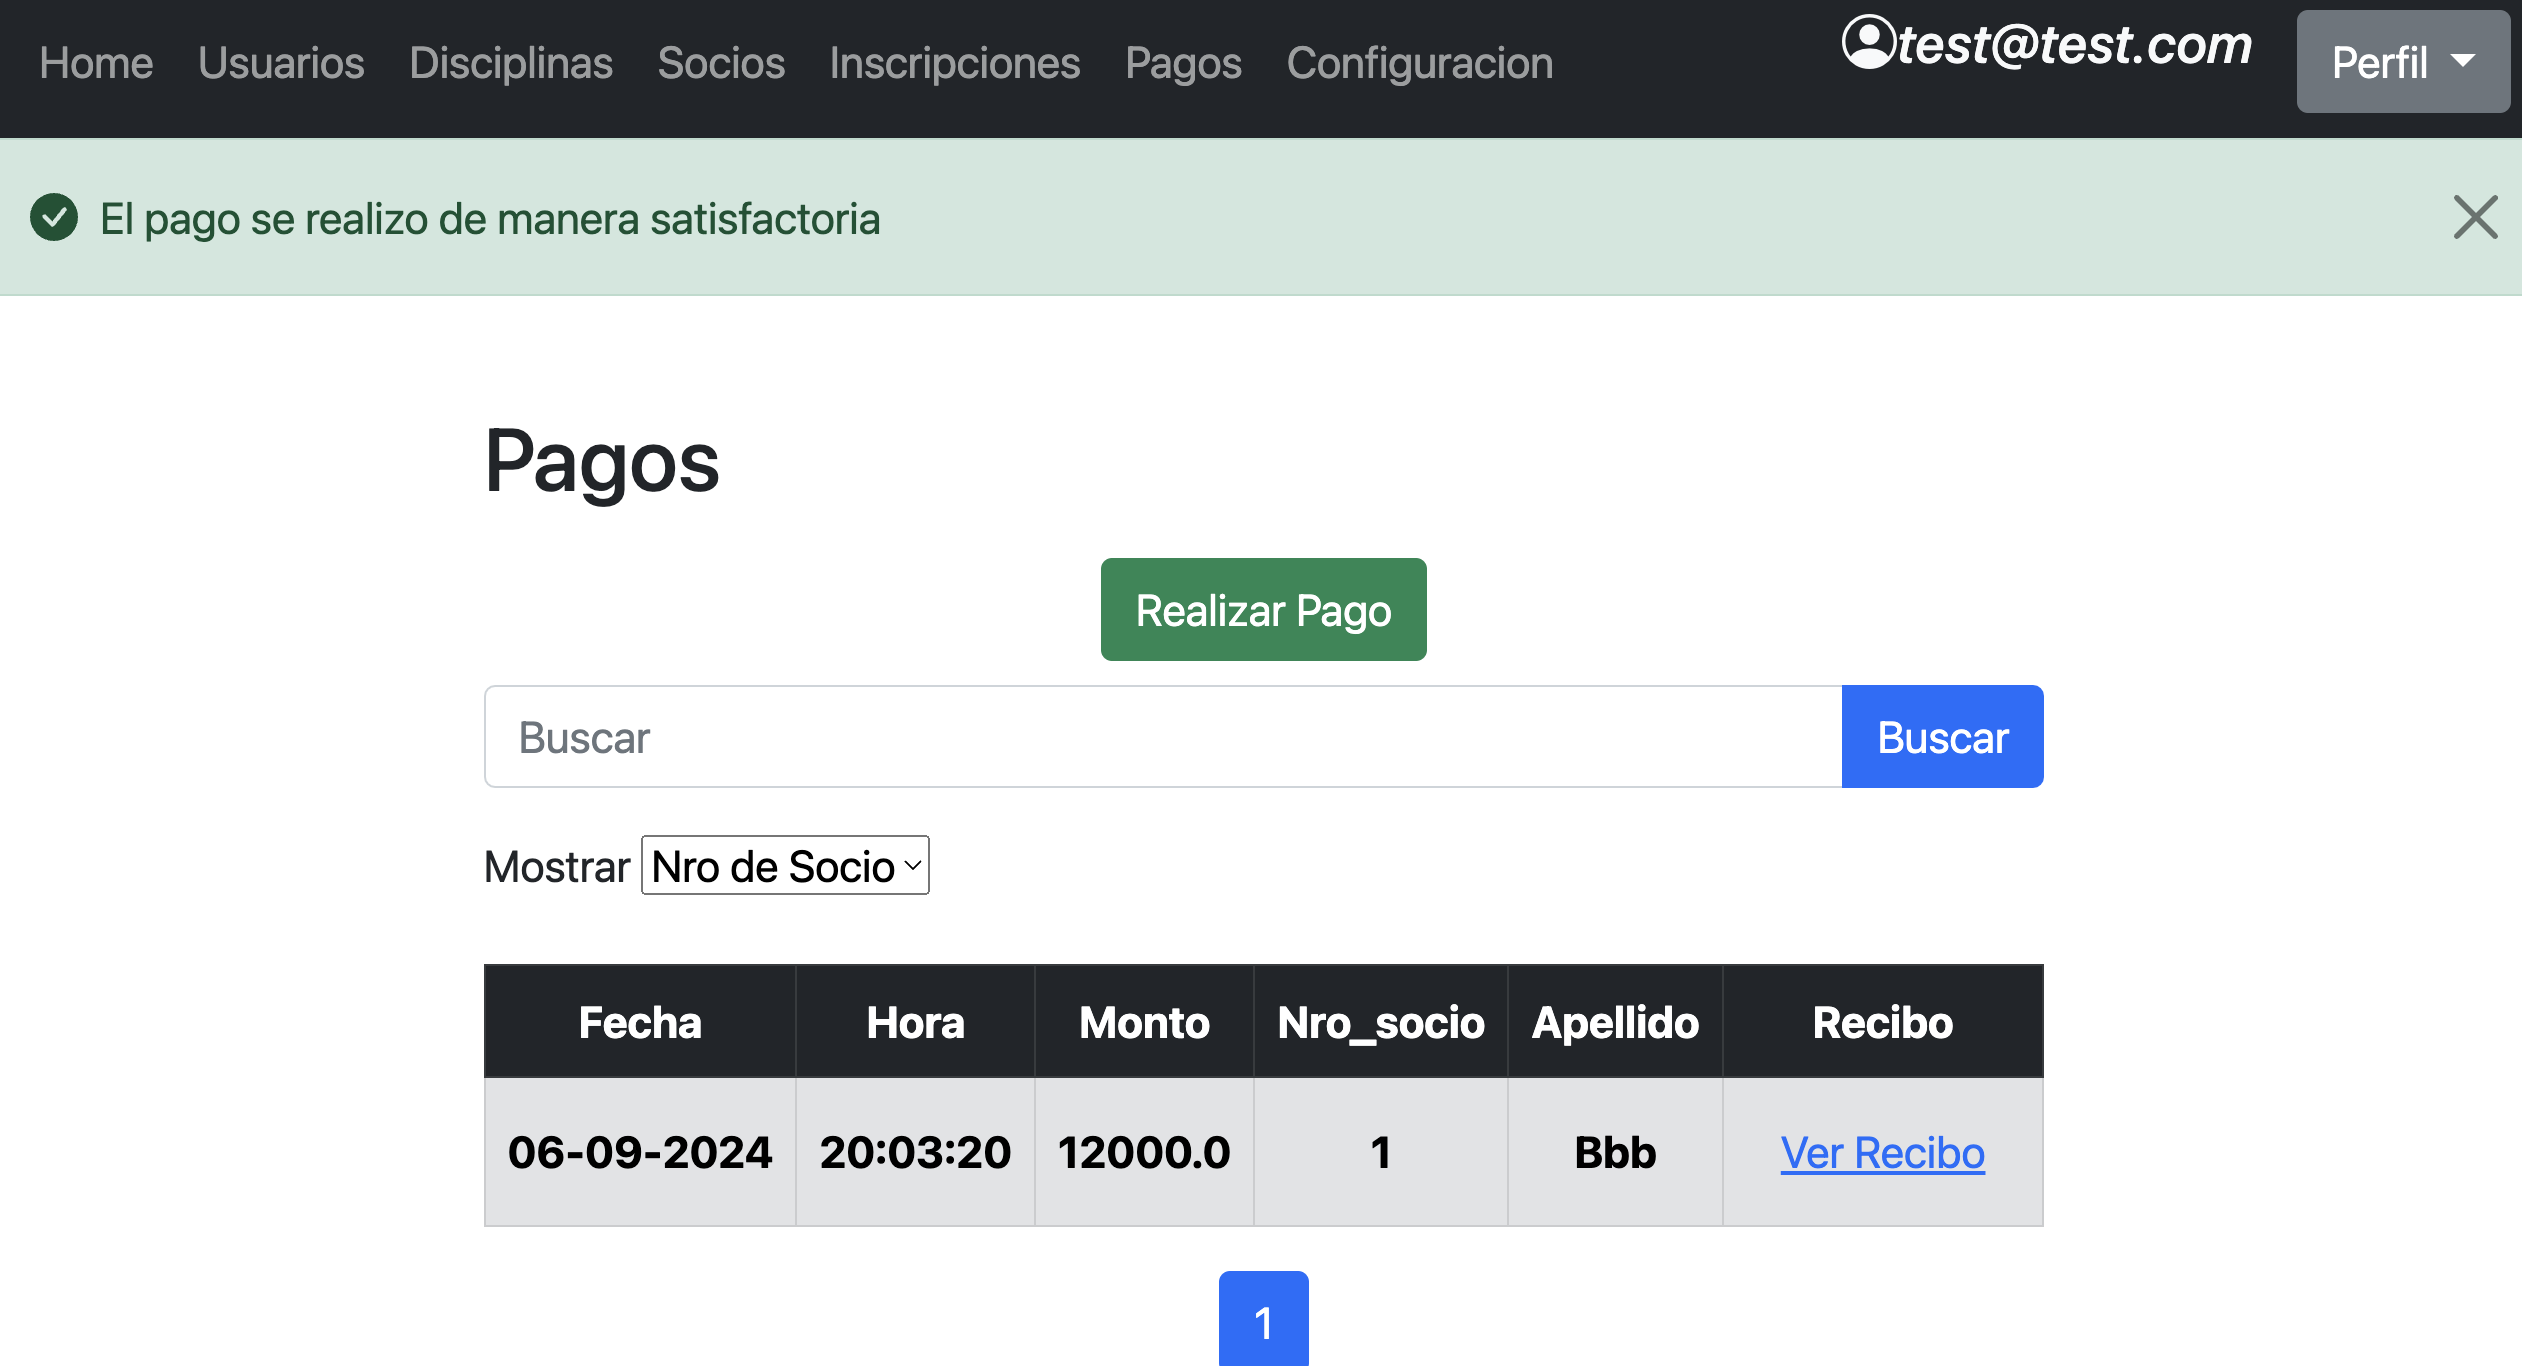 Home Usuarios Disciplinas Socios Inscripciones Pagos Configuracion test@test.com Perfil
El pago se realizo de manera satisfactoria
Pagos
Realizar Pago
Buscar Buscar
Mostrar Nro de Socio
Fecha Hora Monto Nro_socio Apellido Recibo
06-09-2024 20:03:20 12000.0 1 Bbb Ver Recibo
1